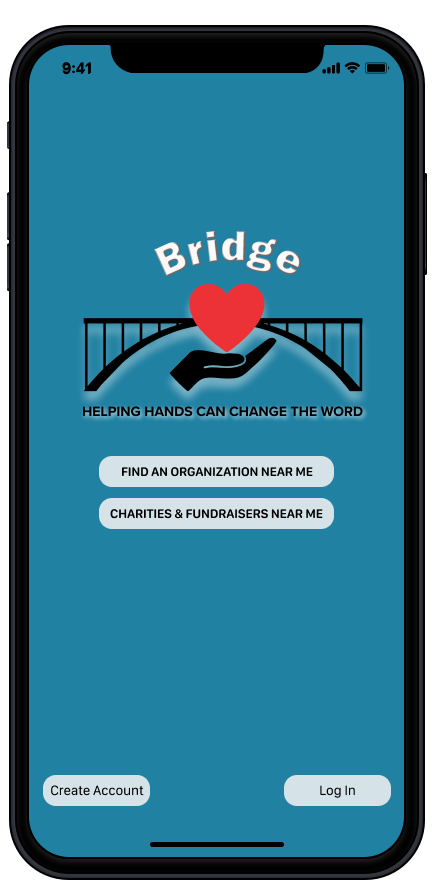 9:41
Bridge
HELPING HANDS CAN CHANGE THE WORD
FIND AN ORGANIZATION NEAR ME
CHARITIES & FUNDRAISERS NEAR ME
Create Account
Log In